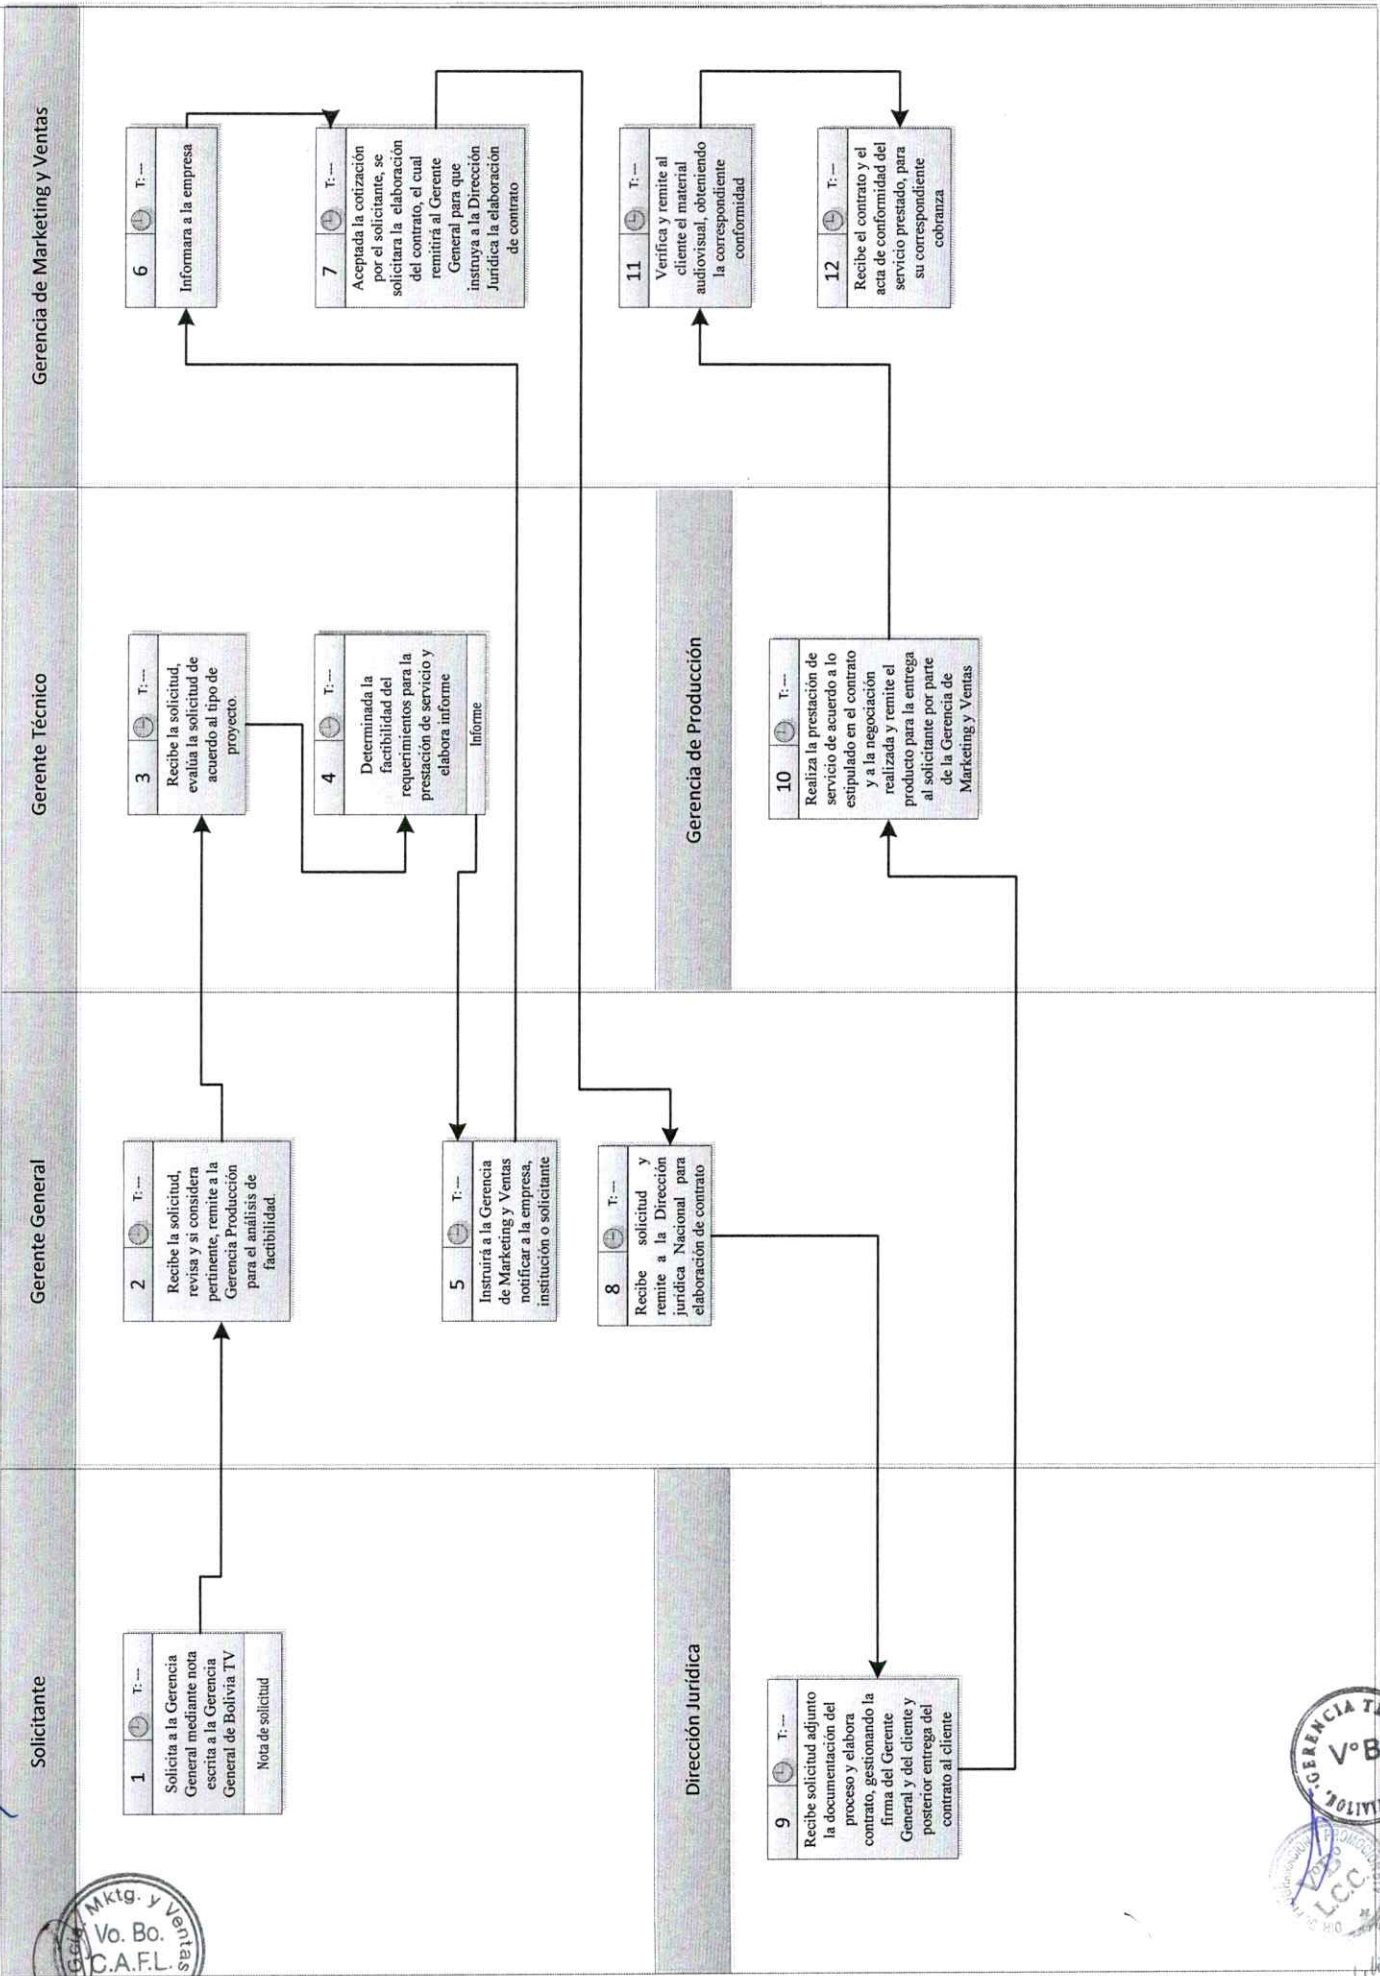 Solicitante
Gerente General
Gerente Técnico
Gerencia de Marketing y Ventas
1 T:---
Solicita a la Gerencia
General mediante nota
escrita a la Gerencia
General de Bolivia TV
Nota de solicitud
2 T:---
Recibe la solicitud,
revisa y si considera
pertinente, remite a la
Gerencia Producción
para el análisis de
factibilidad.
3 T:---
Recibe la solicitud,
evalúa la solicitud de
acuerdo al tipo de
proyecto.
4 T:---
Determinada la
factibilidad del
requerimientos para la
prestación de servicio y
elabora informe
Informe
5 T:---
Instruirá a la Gerencia
de Marketing y Ventas
notificar a la empresa,
institución o solicitante
6 T:---
Informara a la empresa
7 T:---
Aceptada la cotización
por el solicitante, se
solicitara la elaboración
del contrato, el cual
remitirá al Gerente
General para que
instruya a la Dirección
Jurídica la elaboración
de contrato
8 T:---
Recibe solicitud y
remite a la Dirección
jurídica Nacional para
elaboración de contrato
Dirección Jurídica
Gerencia de Producción
9 T:---
Recibe solicitud adjunto
la documentación del
proceso y elabora
contrato, gestionando la
firma del Gerente
General y del cliente y
posterior entrega del
contrato al cliente
10 T:---
Realiza la prestación de
servicio de acuerdo a lo
estipulado en el contrato
y a la negociación
realizada y remite el
producto para la entrega
al solicitante por parte
de la Gerencia de
Marketing y Ventas
11 T:---
Verifica y remite al
cliente el material
audiovisual, obteniendo
la correspondiente
conformidad
12 T:---
Recibe el contrato y el
acta de conformidad del
servicio prestado, para
su correspondiente
cobranza
Gcia. Mktg. y Ventas
Vo. Bo.
C.A.F.L.
GERENCIA
V°B
L.C.C.